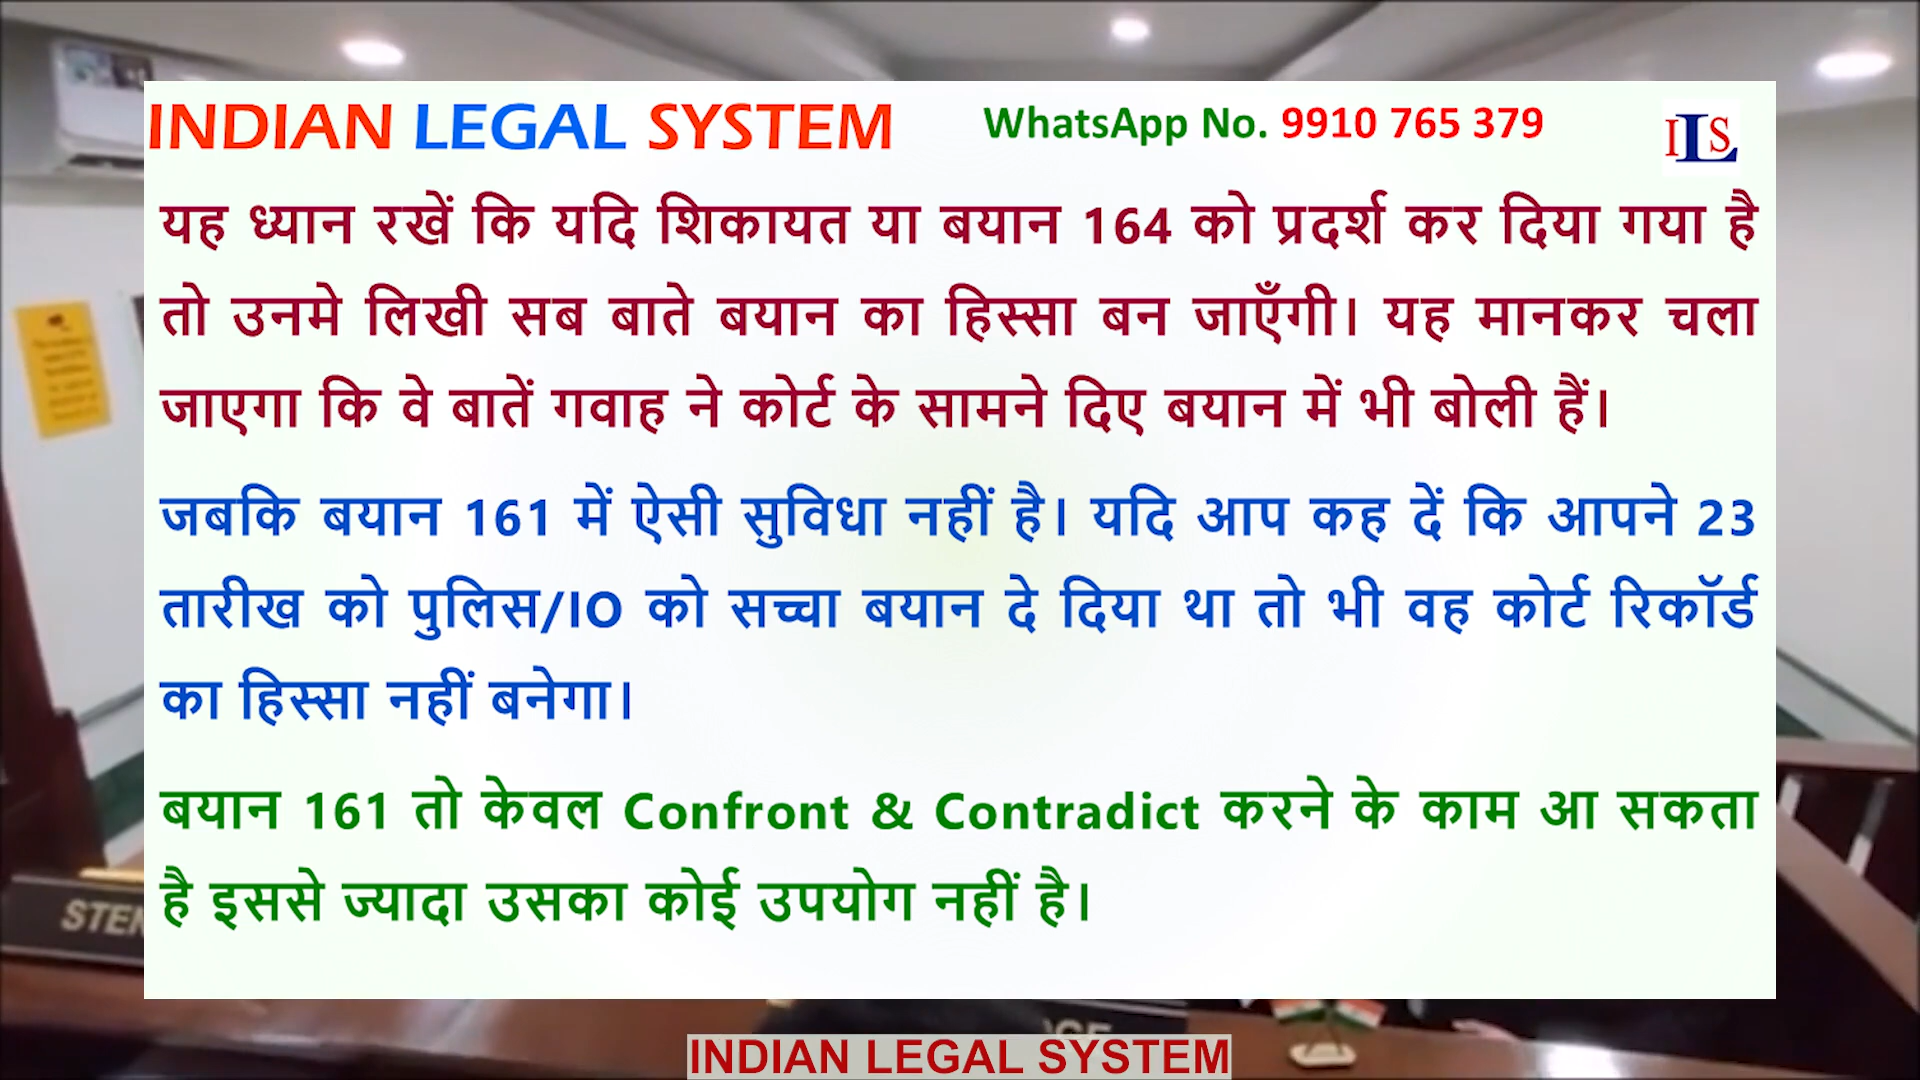 INDIAN LEGAL SYSTEM WhatsApp No. 9910 765 379 ILS
यह ध्यान रखें कि यदि शिकायत या बयान 164 को प्रदर्श कर दिया गया है
तो उनमे लिखी सब बाते बयान का हिस्सा बन जाएँगी। यह मानकर चला
जाएगा कि वे बातें गवाह ने कोर्ट के सामने दिए बयान में भी बोली हैं।
जबकि बयान 161 में ऐसी सुविधा नहीं है। यदि आप कह दें कि आपने 23
तारीख को पुलिस/IO को सच्चा बयान दे दिया था तो भी वह कोर्ट रिकॉर्ड
का हिस्सा नहीं बनेगा।
बयान 161 तो केवल Confront & Contradict करने के काम आ सकता
है इससे ज्यादा उसका कोई उपयोग नहीं है।
STEN
INDIAN LEGAL SYSTEM